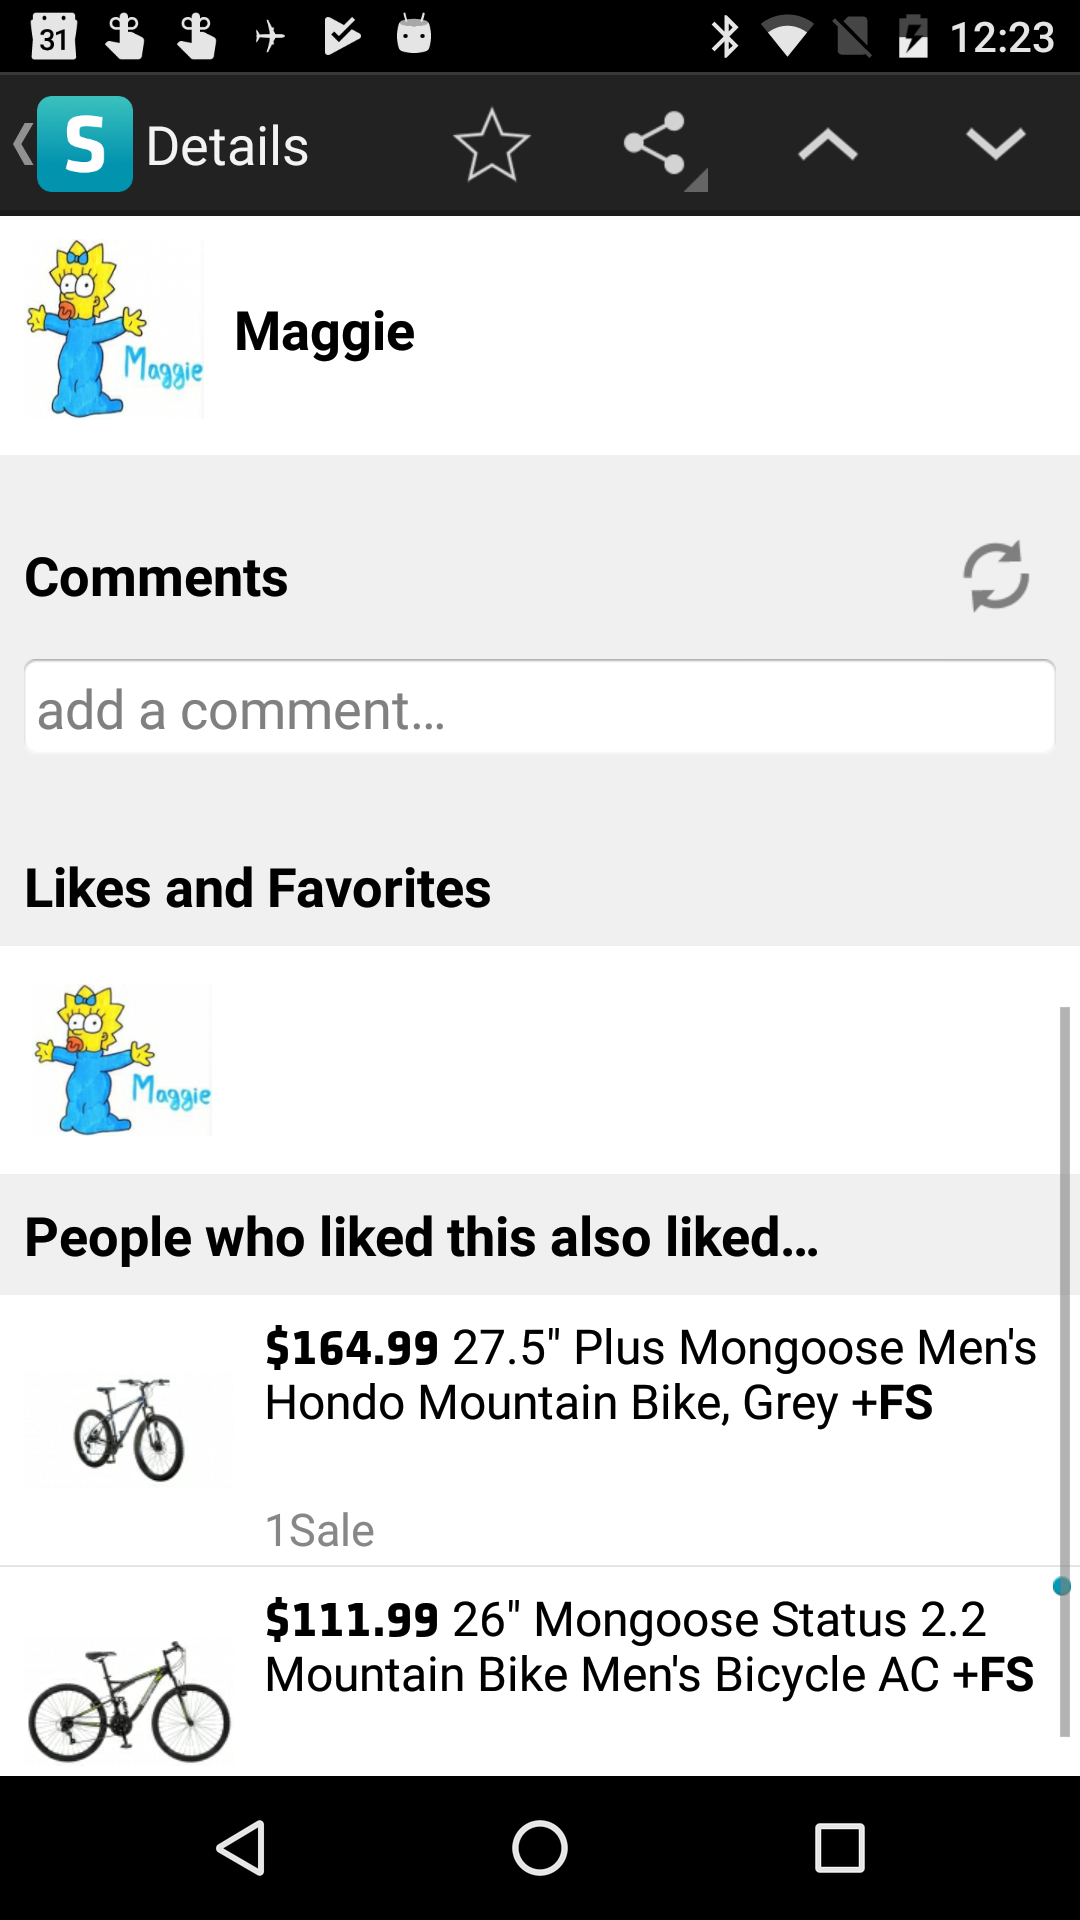 31
12:23
S Details
Maggie
Maggie
Comments
add a comment...
Likes and Favorites
Maggie
People who liked this also liked...
$164.99 27.5" Plus Mongoose Men's
Hondo Mountain Bike, Grey +FS
1Sale
$111.99 26" Mongoose Status 2.2
Mountain Bike Men's Bicycle AC +FS